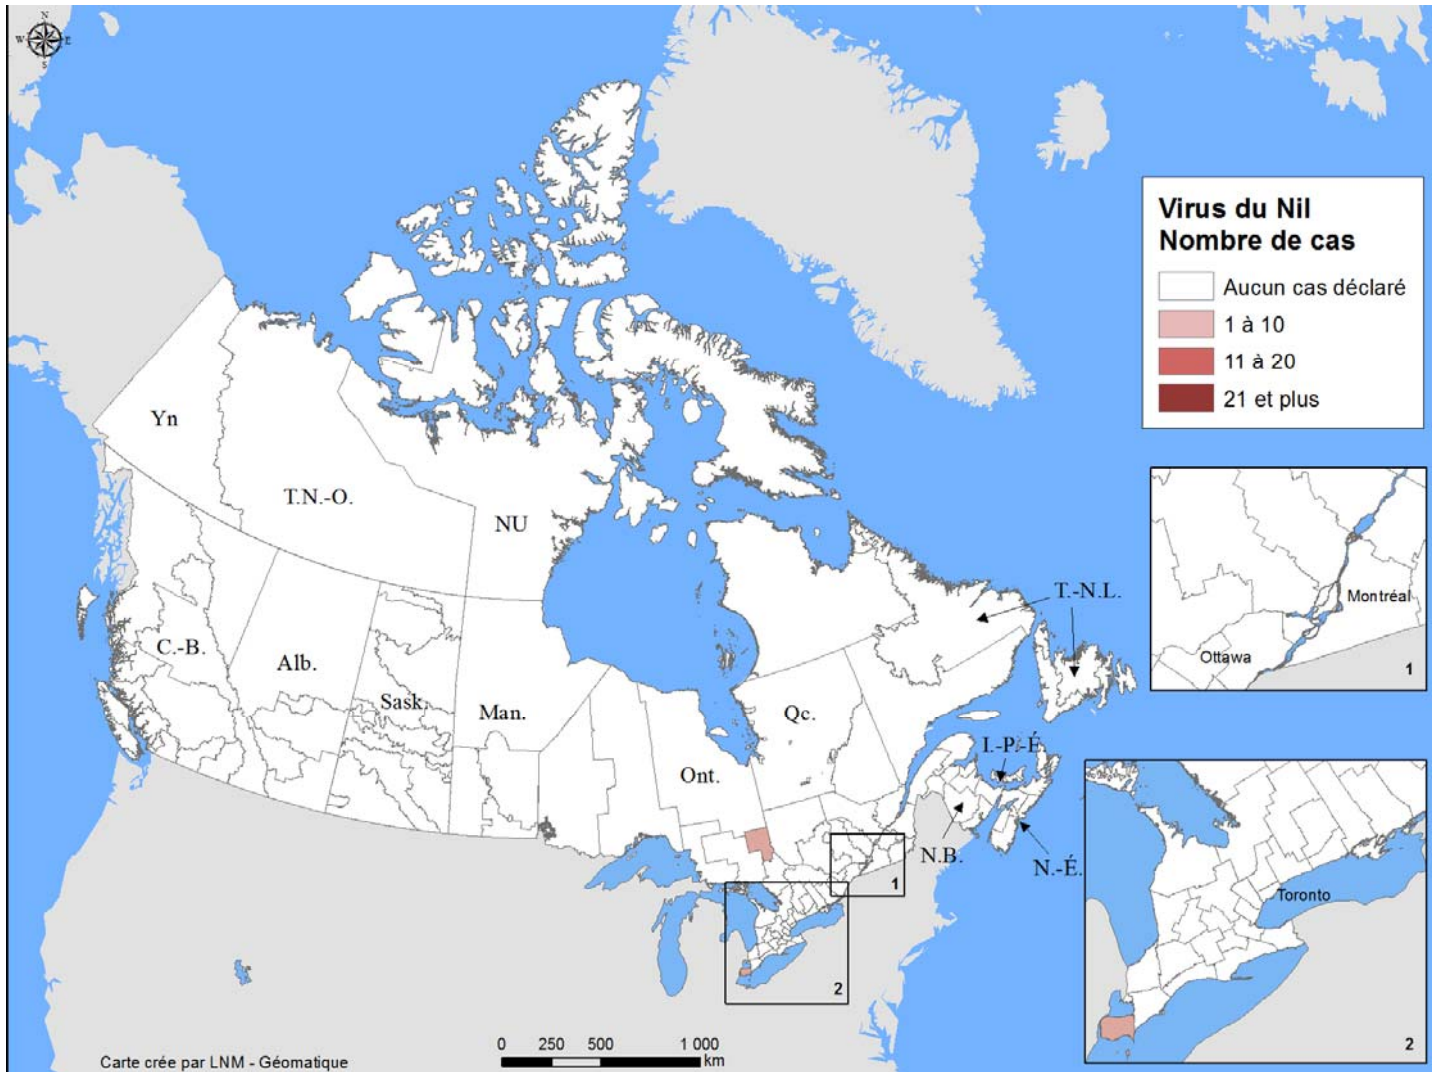 N
W E
S
Virus du Nil
Nombre de cas
Aucun cas déclaré
1 à 10
11 à 20
21 et plus
Yn
T.N.-O.
NU
C.-B.
Alb.
Sask.
Man.
Ont.
Qc.
T.-N.L.
I.-P.-É.
N.B.
N.-É.
1
2
Montréal
Ottawa
1
Toronto
2
0 250 500 1 000
km
Carte crée par LNM - Géomatique